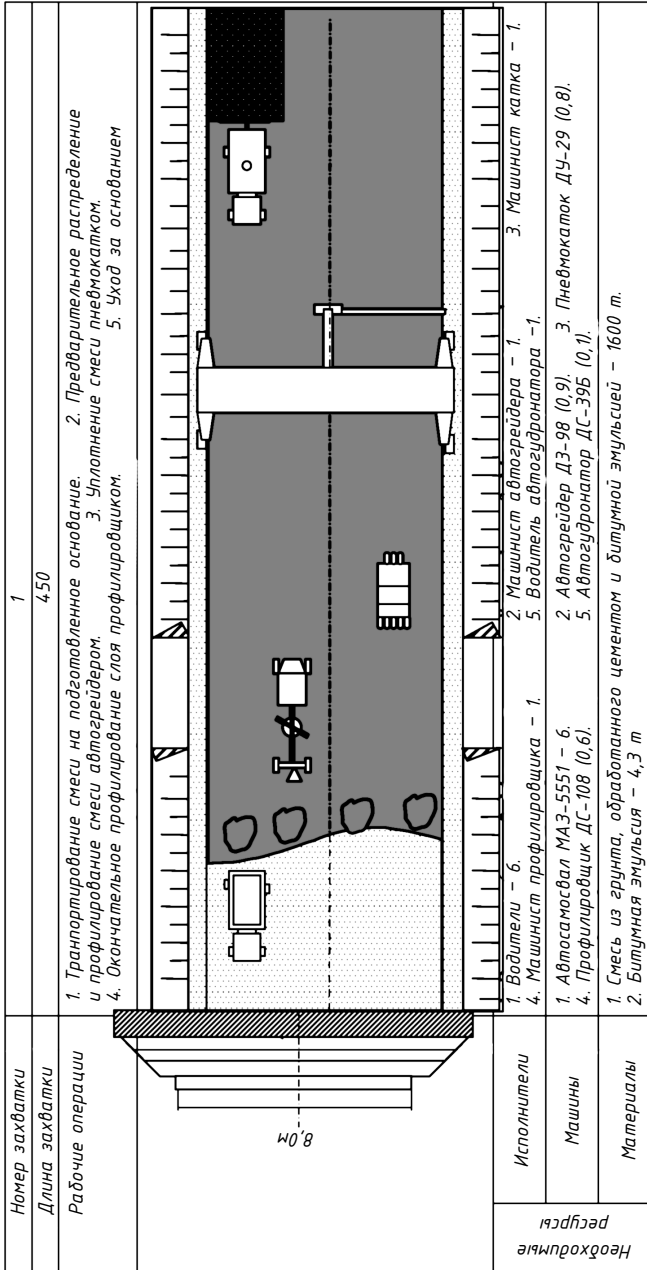 Номер захватки
1
Длина захватки
450
Рабочие операции
1. Транпортирование смеси на подготовленное основание. 2. Предварительное распределение
и профилирование смеси автогрейдером. 3. Уплотнение смеси пневмокатком.
4. Окончательное профилирование слоя профилировщиком. 5. Уход за основанием
8,0м
Необходимые
ресурсы
Исполнители
1. Водители - 6. 2. Машинист автогрейдера - 1. 3. Машинист катка - 1.
4. Машинист профилировщика - 1. 5. Водитель автогудронатора -1.
Машины
1. Автосамосвал МАЗ-5551 - 6. 2. Автогрейдер ДЗ-98 (0,9). 3. Пневмокаток ДУ-29 (0,8).
4. Профилировщик ДС-108 (0,6). 5. Автогудронатор ДС-39Б (0,1).
Материалы
1. Смесь из грунта, обработанного цементом и битумной эмульсией - 1600 т.
2. Битумная эмульсия - 4,3 т